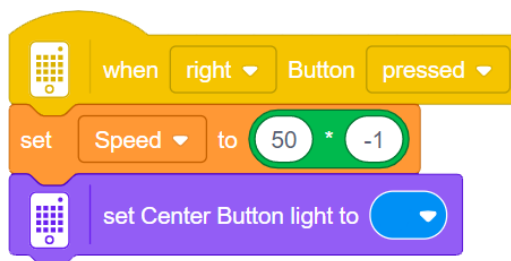 when right Button pressed
set Speed to 50 * -1
set Center Button light to